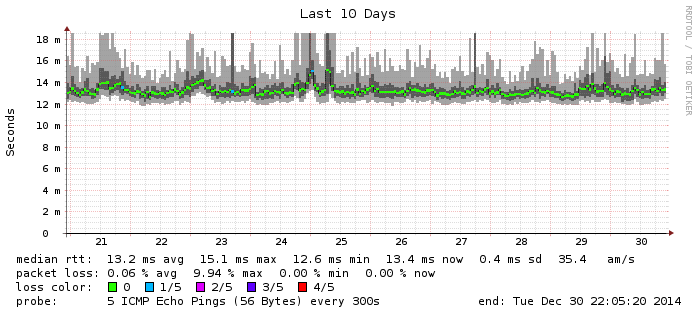 Last 10 Days
RRDTOOL / TOBI OETIKER
Seconds
18 m
16 m
14 m
12 m
10 m
8 m
6 m
4 m
2 m
0
21 22 23 24 25 26 27 28 29 30
median rtt: 13.2 ms avg 15.1 ms max 12.6 ms min 13.4 ms now 0.4 ms sd 35.4 am/s
packet loss: 0.06 % avg 9.94 % max 0.00 % min 0.00 % now
loss color: 0 1/5 2/5 3/5 4/5
probe: 5 ICMP Echo Pings (56 Bytes) every 300s end: Tue Dec 30 22:05:20 2014